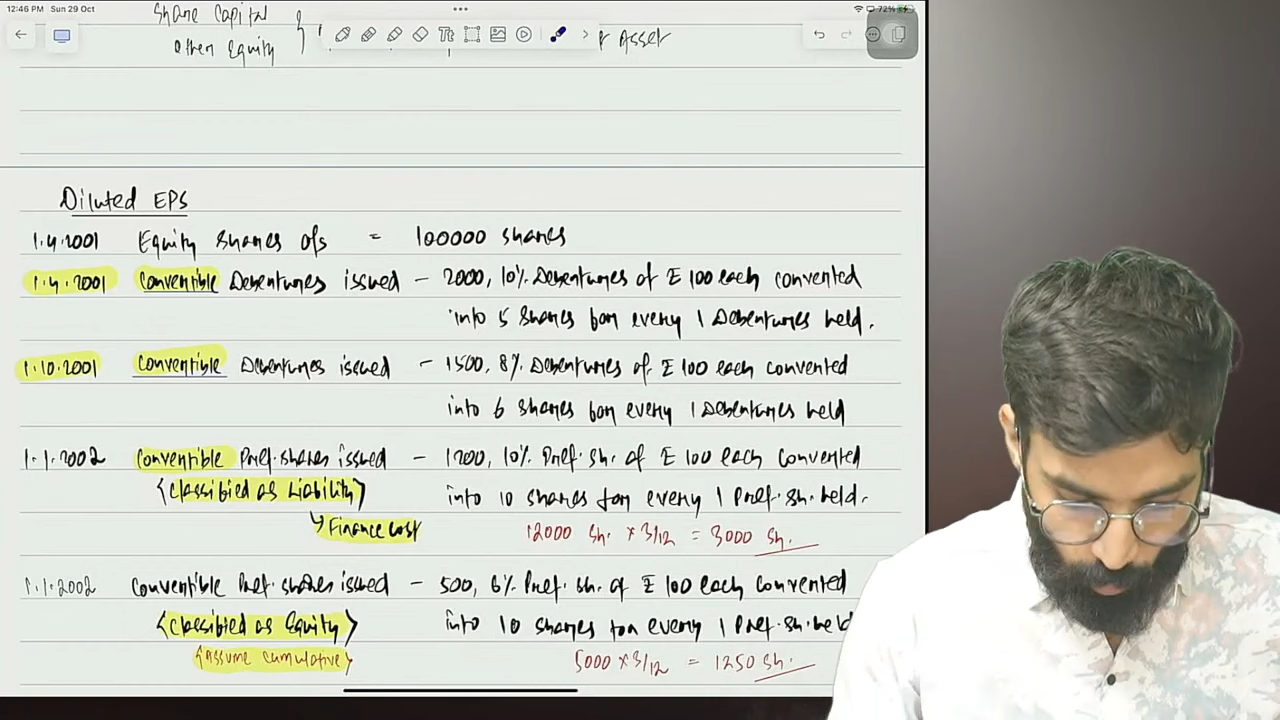 12:46 PM Sun 29 Oct
72%
Share Capital
Other Equity
Asset
Diluted EPS
1.4.2001 Equity Shares o/s = 100000 shares
1.4.2001 Convertible Debentures issued - 2000, 10% Debentures of ₹ 100 each converted
into 5 shares for every 1 Debentures held.
1.10.2001 Convertible Debentures issued - 1500, 8% Debentures of ₹ 100 each converted
into 6 shares for every 1 Debentures held
1.1.2002 Convertible Pref. shares issued - 1200, 10% Pref. sh. of ₹ 100 each converted
{classified as Liability} into 10 shares for every 1 Pref. sh. held.
↳ Finance cost 12000 sh. x 3/12 = 3000 sh.
1.1.2002 Convertible Pref. shares issued - 500, 6% Pref. sh. of ₹ 100 each converted
{classified as Equity} into 10 shares for every 1 Pref. sh. held
{Assume cumulative} 5000 x 3/12 = 1250 sh.